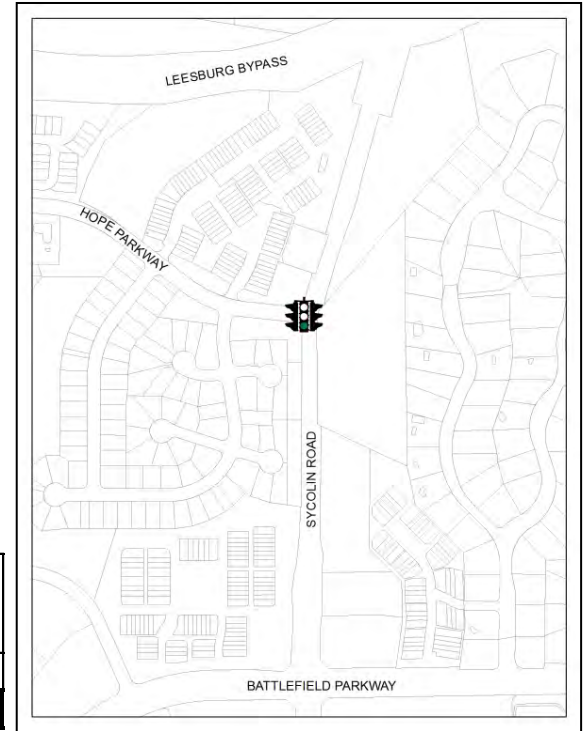 LEESBURG BYPASS
HOPE PARKWAY
SYCOLIN ROAD
BATTLEFIELD PARKWAY